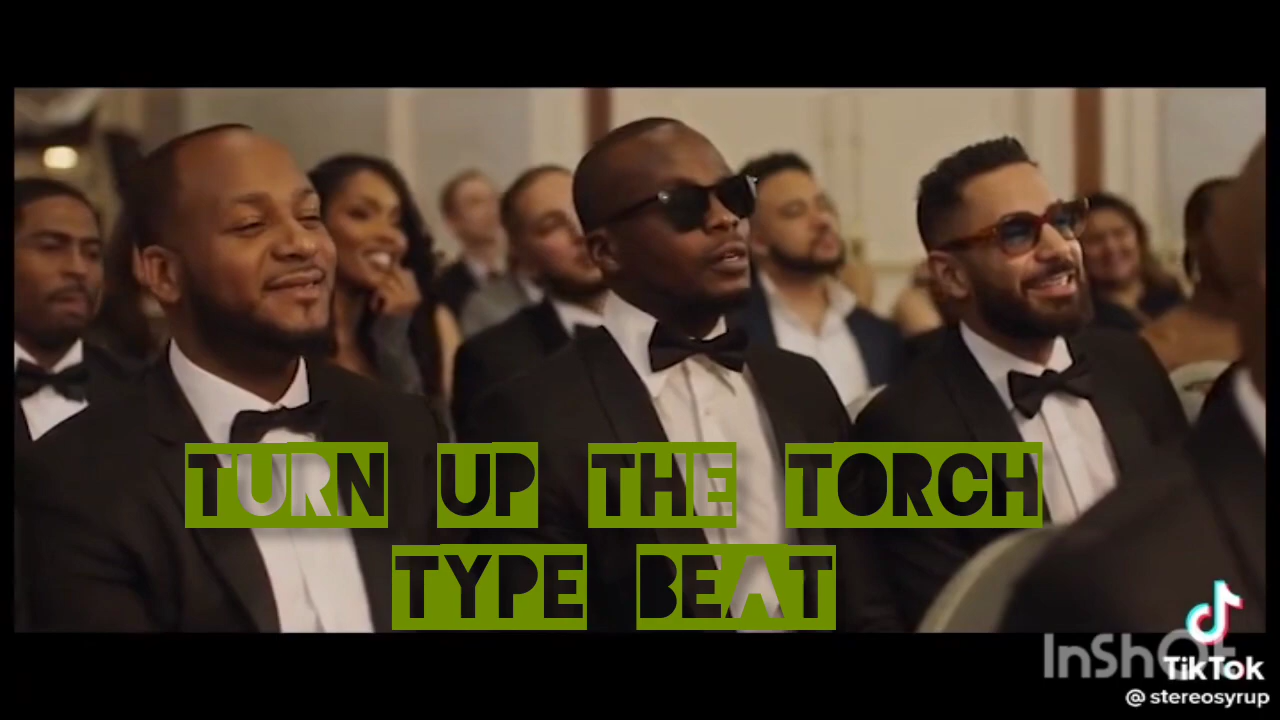 TURN UP THE TORCH
TYPE BEAT
InShOt
TikTok
@stereosyrup